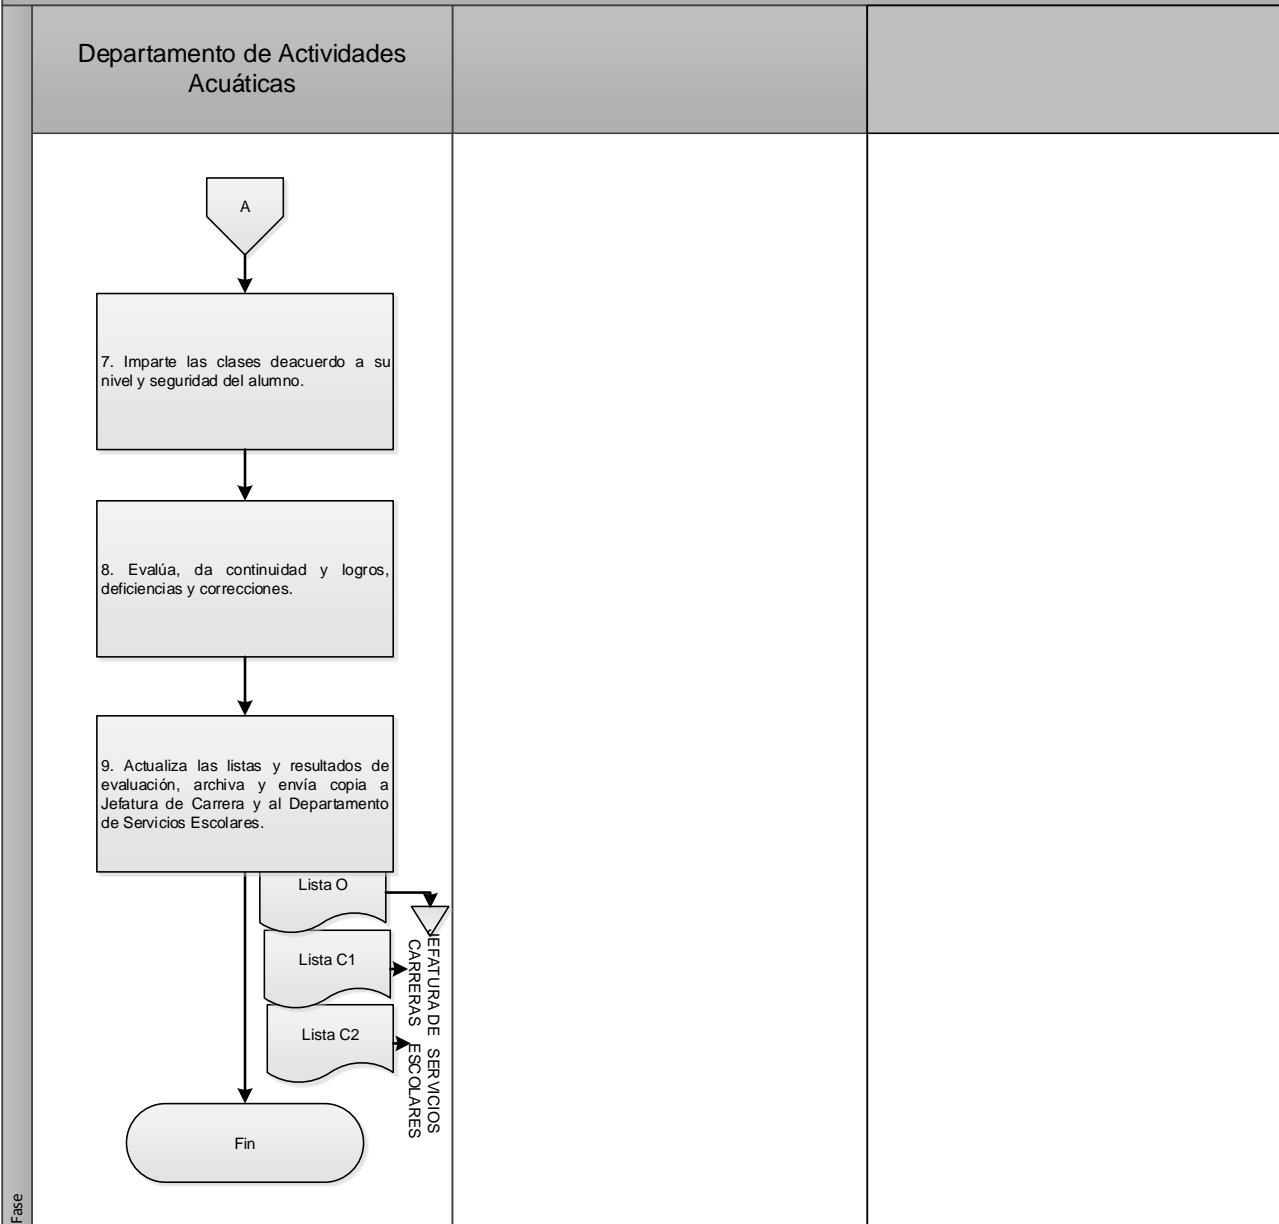 Departamento de Actividades
Acuáticas
A
7. Imparte las clases deacuerdo a su
nivel y seguridad del alumno.
8. Evalúa, da continuidad y logros,
deficiencias y correcciones.
9. Actualiza las listas y resultados de
evaluación, archiva y envía copia a
Jefatura de Carrera y al Departamento
de Servicios Escolares.
Lista O
Lista C1
JEFATURA DE
CARRERAS
Lista C2
SERVICIOS
ESCOLARES
Fin
Fase